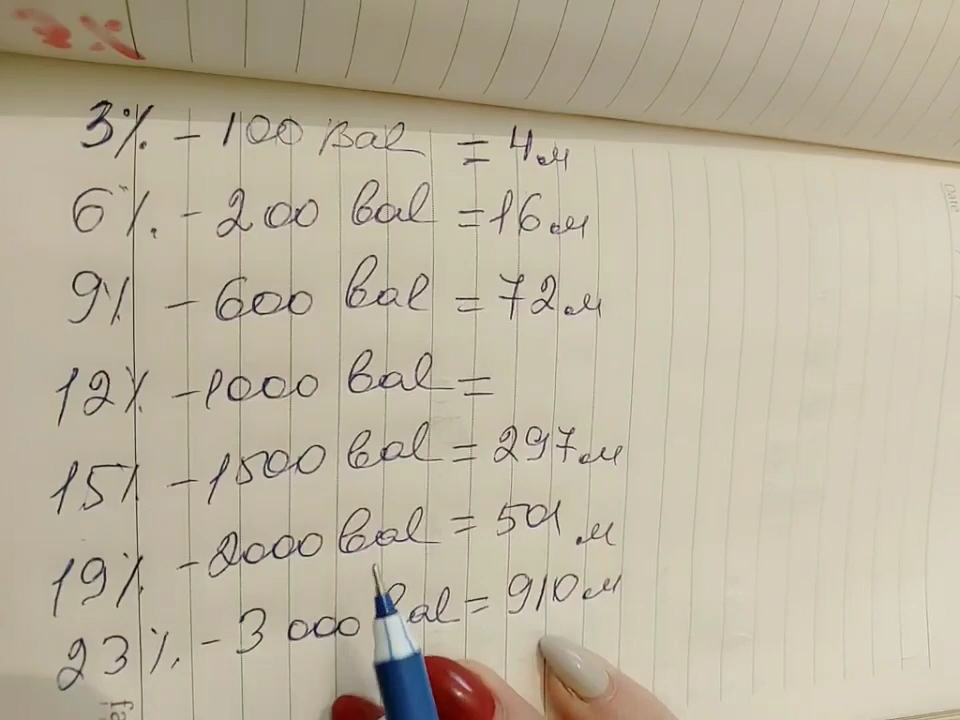 3% - 100 bal = 4м
6% - 200 bal = 16м
9% - 600 bal = 72м
12% - 1000 bal =
15% - 1500 bal = 297м
19% - 2000 bal = 501 м
23% - 3000 bal = 910м
Date